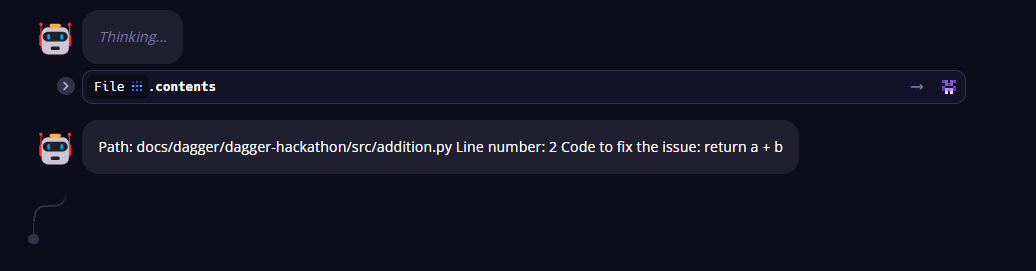 Thinking...
File .contents →
Path: docs/dagger/dagger-hackathon/src/addition.py Line number: 2 Code to fix the issue: return a + b